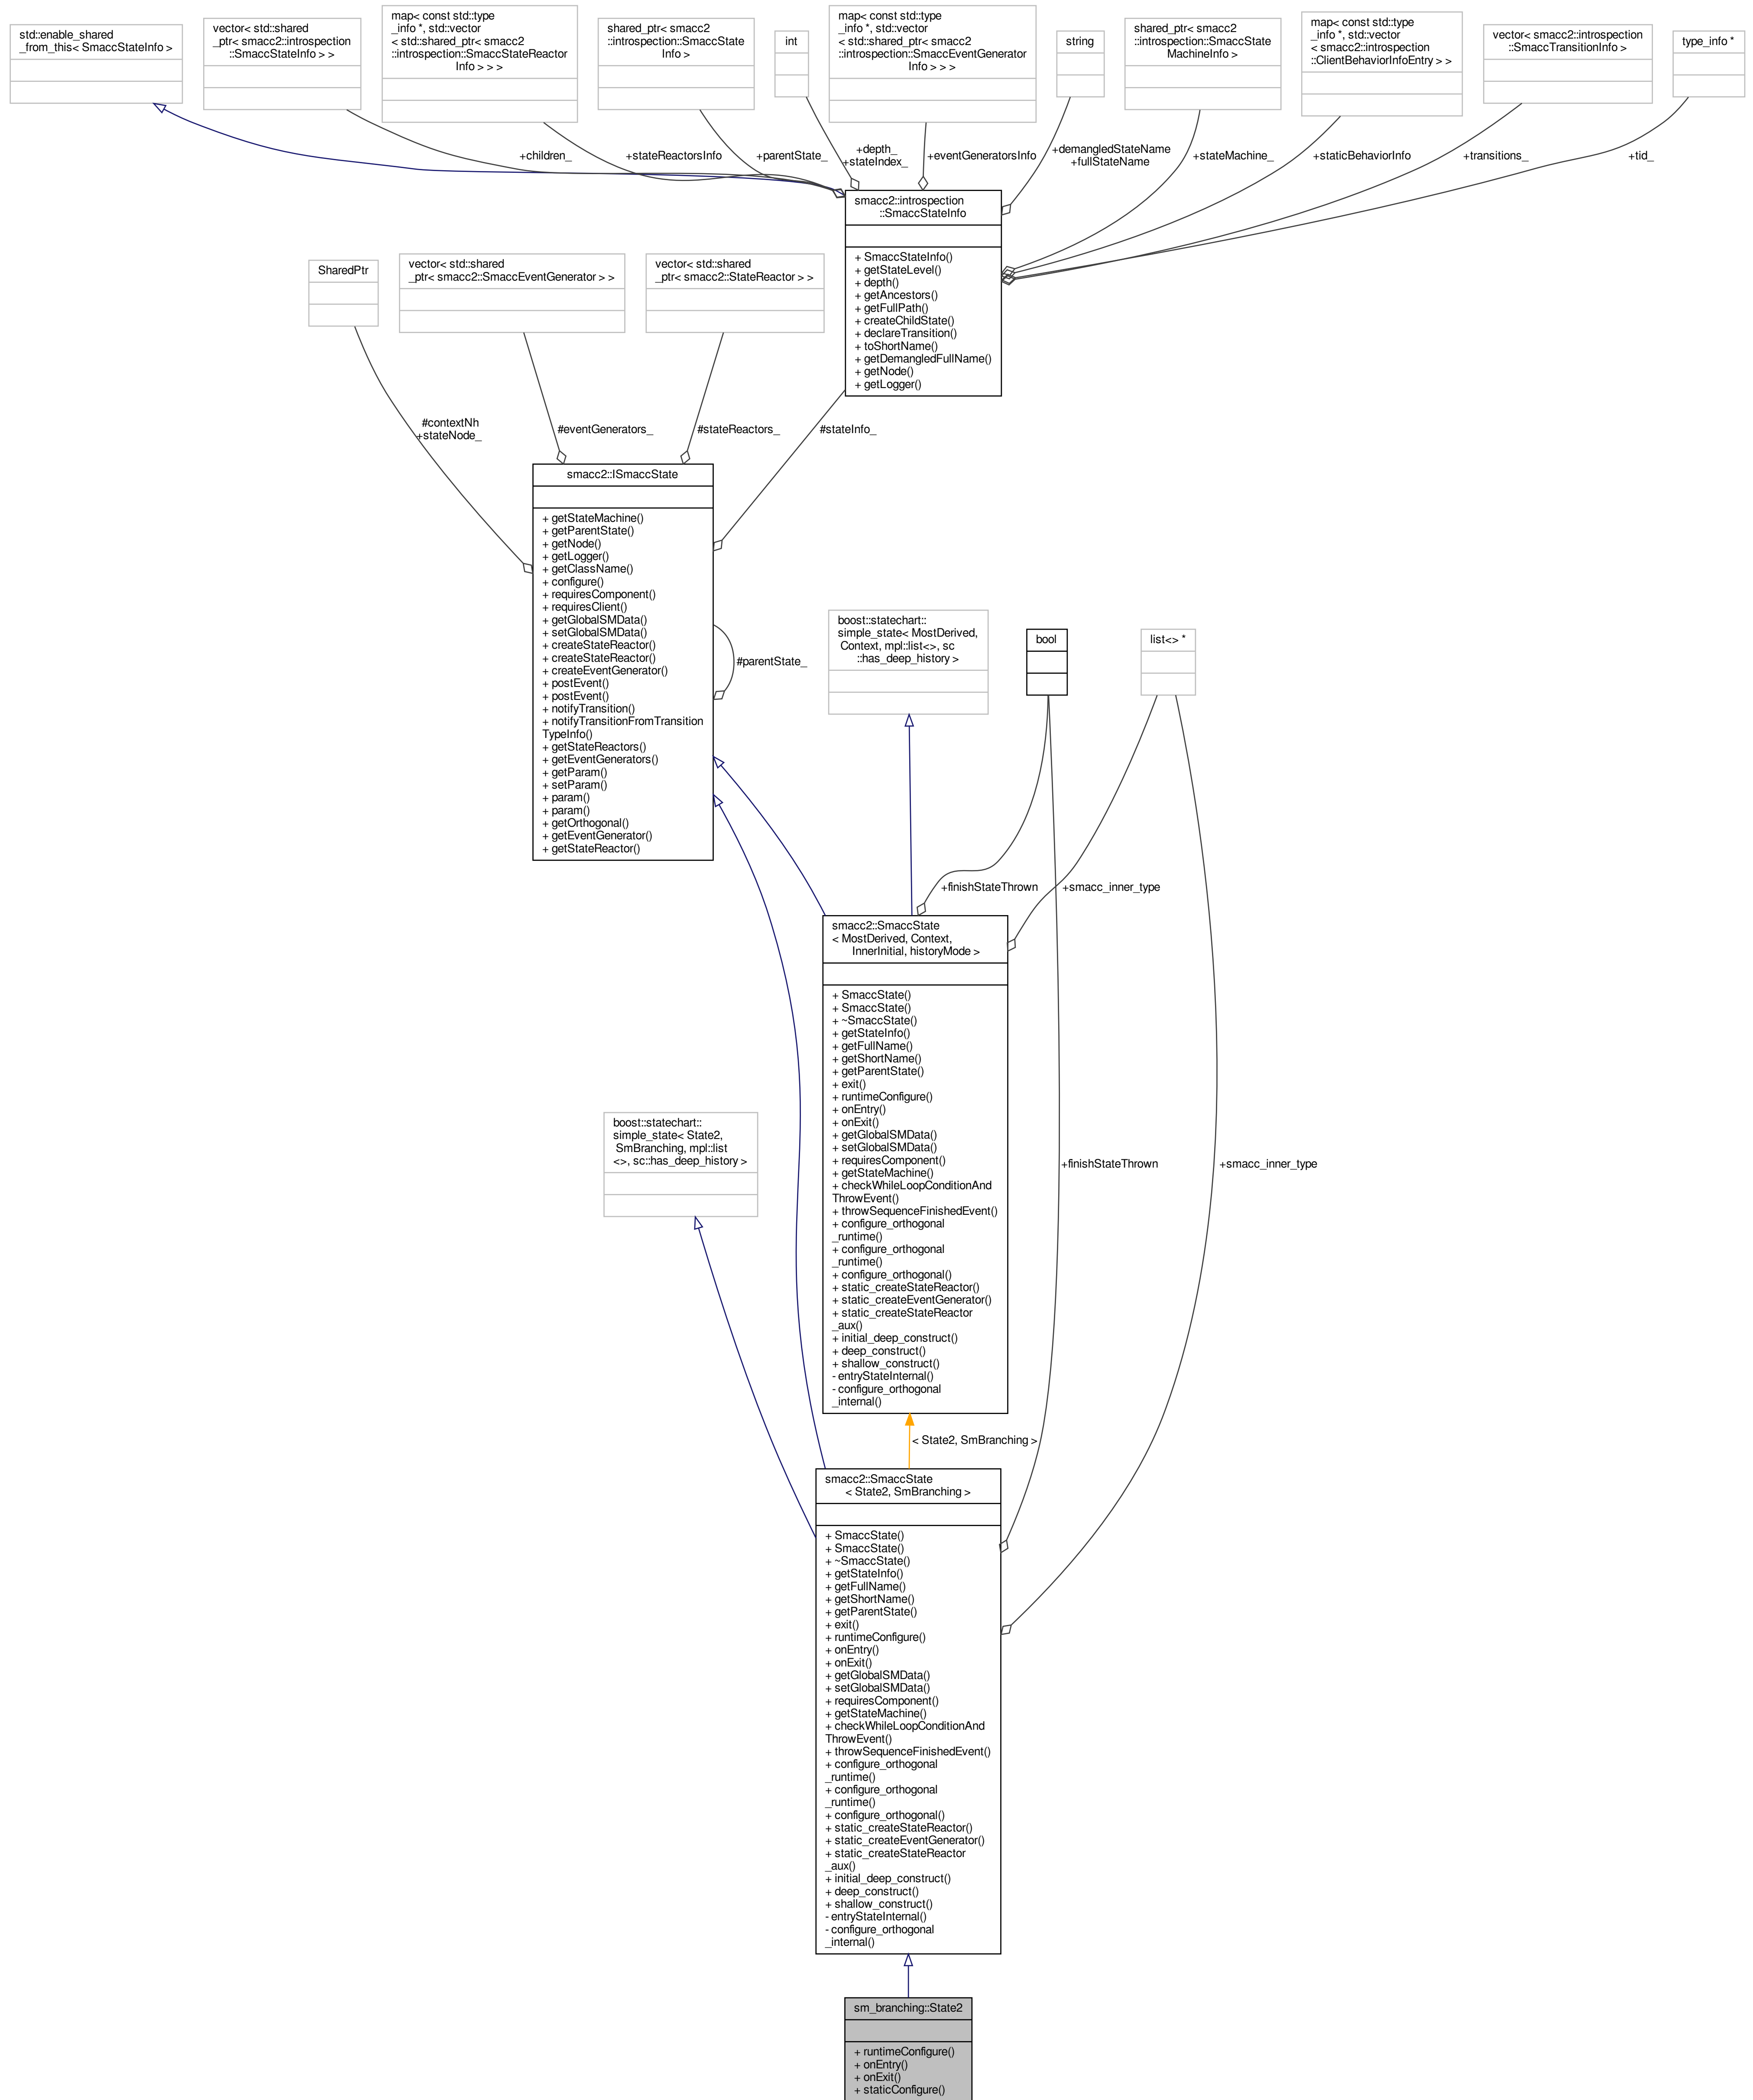 std::enable_shared
_from_this< SmaccStateInfo >
vector< std::shared
_ptr< smacc2::introspection
::SmaccStateInfo > >
map< const std::type
_info *, std::vector
< std::shared_ptr< smacc2
::introspection::SmaccStateReactor
Info > > >
shared_ptr< smacc2
::introspection::SmaccState
Info >
int
map< const std::type
_info *, std::vector
< std::shared_ptr< smacc2
::introspection::SmaccEventGenerator
Info > > >
string
shared_ptr< smacc2
::introspection::SmaccState
MachineInfo >
map< const std::type
_info *, std::vector
< smacc2::introspection
::ClientBehaviorInfoEntry > >
vector< smacc2::introspection
::SmaccTransitionInfo >
type_info *
+children_
+stateReactorsInfo
+parentState_
+depth_
+stateIndex_
+eventGeneratorsInfo
+demangledStateName
+fullStateName
+stateMachine_
+staticBehaviorInfo
+transitions_
+tid_
smacc2::introspection
::SmaccStateInfo
+ SmaccStateInfo()
+ getStateLevel()
+ depth()
+ getAncestors()
+ getFullPath()
+ createChildState()
+ declareTransition()
+ toShortName()
+ getDemangledFullName()
+ getNode()
+ getLogger()
SharedPtr
vector< std::shared
_ptr< smacc2::SmaccEventGenerator > >
vector< std::shared
_ptr< smacc2::StateReactor > >
#contextNh
+stateNode_
#eventGenerators_
#stateReactors_
#stateInfo_
smacc2::ISmaccState
+ getStateMachine()
+ getParentState()
+ getNode()
+ getLogger()
+ getClassName()
+ configure()
+ requiresComponent()
+ requiresClient()
+ getGlobalSMData()
+ setGlobalSMData()
+ createStateReactor()
+ createStateReactor()
+ createEventGenerator()
+ postEvent()
+ postEvent()
+ notifyTransition()
+ notifyTransitionFromTransition
TypeInfo()
+ getStateReactors()
+ getEventGenerators()
+ getParam()
+ setParam()
+ param()
+ param()
+ getOrthogonal()
+ getEventGenerator()
+ getStateReactor()
#parentState_
boost::statechart::
simple_state< MostDerived,
Context, mpl::list<>, sc
::has_deep_history >
bool
list<> *
+finishStateThrown
+smacc_inner_type
smacc2::SmaccState
< MostDerived, Context,
InnerInitial, historyMode >
+ SmaccState()
+ SmaccState()
+ ~SmaccState()
+ getStateInfo()
+ getFullName()
+ getShortName()
+ getParentState()
+ exit()
+ runtimeConfigure()
+ onEntry()
+ onExit()
+ getGlobalSMData()
+ setGlobalSMData()
+ requiresComponent()
+ getStateMachine()
+ checkWhileLoopConditionAnd
ThrowEvent()
+ throwSequenceFinishedEvent()
+ configure_orthogonal
_runtime()
+ configure_orthogonal
_runtime()
+ configure_orthogonal()
+ static_createStateReactor()
+ static_createEventGenerator()
+ static_createStateReactor
_aux()
+ initial_deep_construct()
+ deep_construct()
+ shallow_construct()
- entryStateInternal()
- configure_orthogonal
_internal()
boost::statechart::
simple_state< State2,
SmBranching, mpl::list
<>, sc::has_deep_history >
+finishStateThrown
+smacc_inner_type
< State2, SmBranching >
smacc2::SmaccState
< State2, SmBranching >
+ SmaccState()
+ SmaccState()
+ ~SmaccState()
+ getStateInfo()
+ getFullName()
+ getShortName()
+ getParentState()
+ exit()
+ runtimeConfigure()
+ onEntry()
+ onExit()
+ getGlobalSMData()
+ setGlobalSMData()
+ requiresComponent()
+ getStateMachine()
+ checkWhileLoopConditionAnd
ThrowEvent()
+ throwSequenceFinishedEvent()
+ configure_orthogonal
_runtime()
+ configure_orthogonal
_runtime()
+ configure_orthogonal()
+ static_createStateReactor()
+ static_createEventGenerator()
+ static_createStateReactor
_aux()
+ initial_deep_construct()
+ deep_construct()
+ shallow_construct()
- entryStateInternal()
- configure_orthogonal
_internal()
sm_branching::State2
+ runtimeConfigure()
+ onEntry()
+ onExit()
+ staticConfigure()